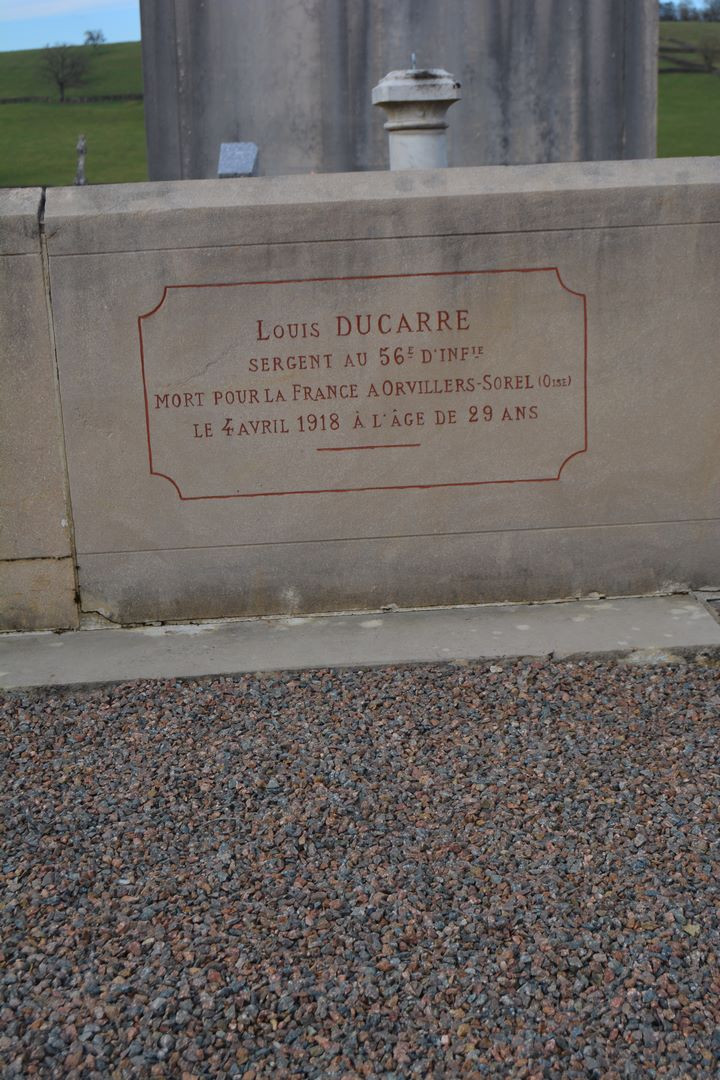 Louis DUCARRE
SERGENT AU 56E D'INFIE
MORT POUR LA FRANCE A ORVILLERS-SOREL (OISE)
LE 4 AVRIL 1918 À L'ÂGE DE 29 ANS